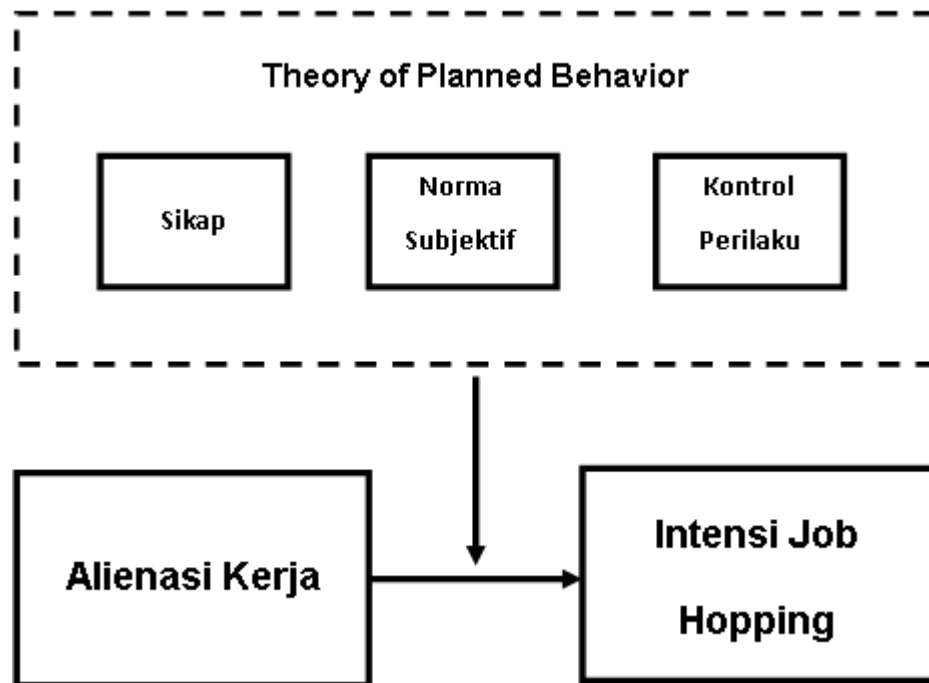 Theory of Planned Behavior
Sikap
Norma
Subjektif
Kontrol
Perilaku
Alienasi Kerja
Intensi Job
Hopping